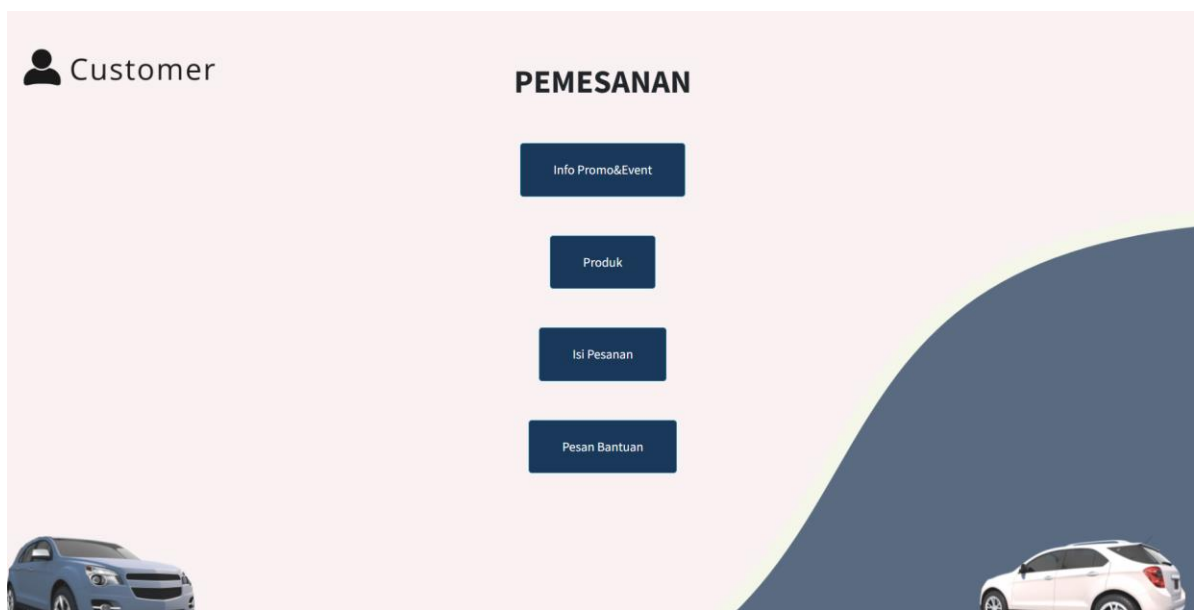 Customer
PEMESANAN
Info Promo&Event
Produk
Isi Pesanan
Pesan Bantuan